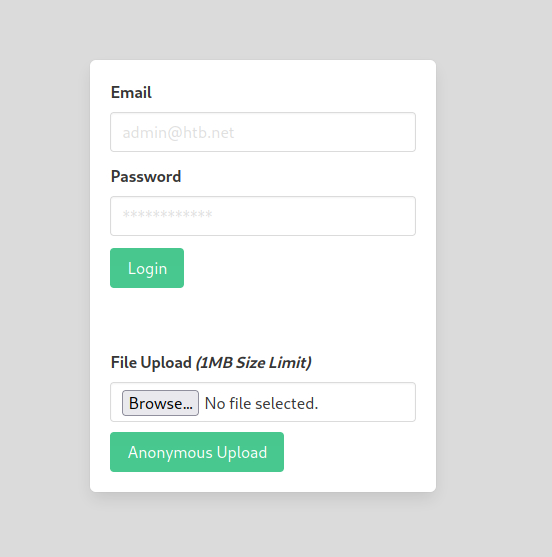 Email
admin@htb.net
Password
************
Login
File Upload (1MB Size Limit)
Browse... No file selected.
Anonymous Upload